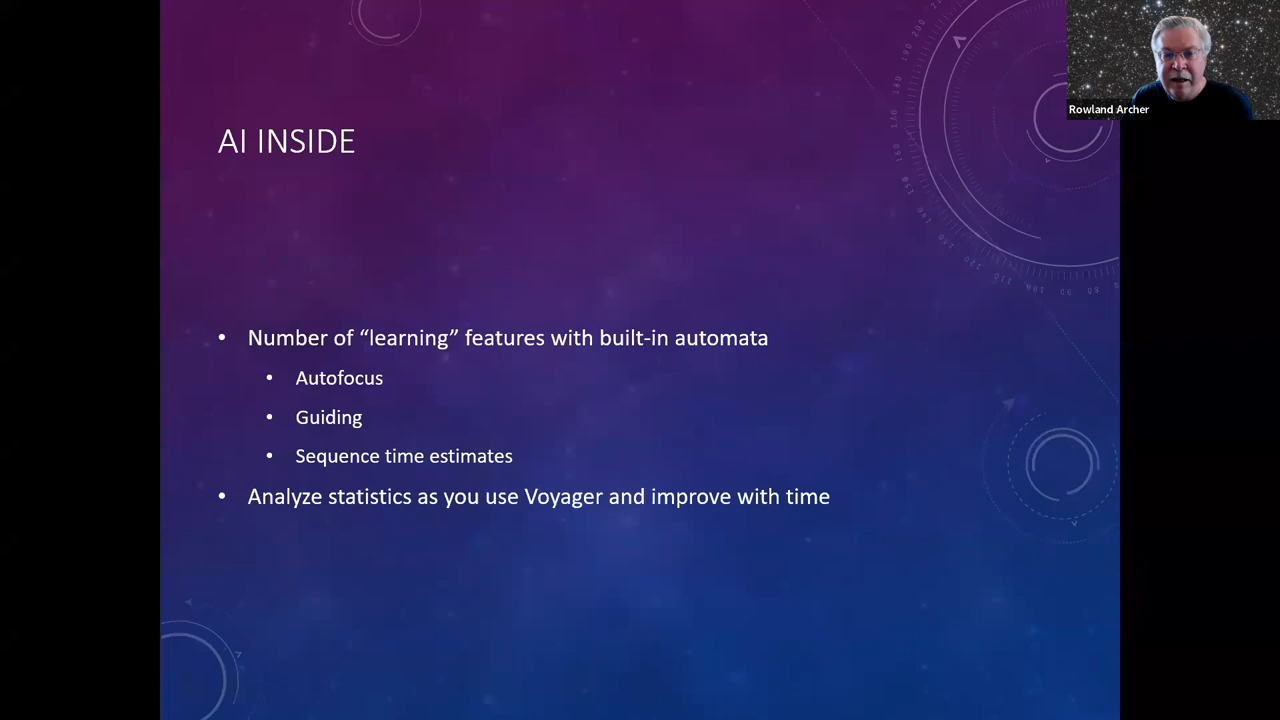 Rowland Archer
AI INSIDE
• Number of “learning” features with built-in automata
• Autofocus
• Guiding
• Sequence time estimates
• Analyze statistics as you use Voyager and improve with time